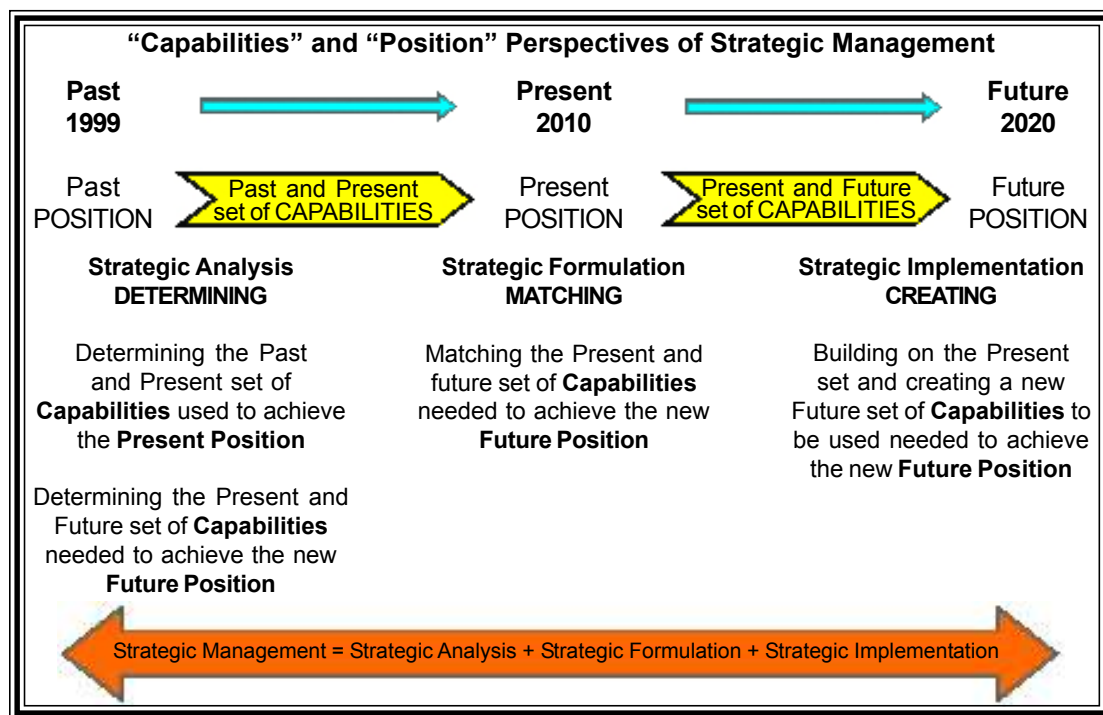 “Capabilities” and “Position” Perspectives of Strategic Management
Past
1999
Present
2010
Future
2020
Past
POSITION
Past and Present
set of CAPABILITIES
Present
POSITION
Present and Future
set of CAPABILITIES
Future
POSITION
Strategic Analysis
DETERMINING
Determining the Past
and Present set of
Capabilities used to achieve
the Present Position
Determining the Present and
Future set of Capabilities
needed to achieve the new
Future Position
Strategic Formulation
MATCHING
Matching the Present and
future set of Capabilities
needed to achieve the new
Future Position
Strategic Implementation
CREATING
Building on the Present
set and creating a new
Future set of Capabilities to
be used needed to achieve
the new Future Position
Strategic Management = Strategic Analysis + Strategic Formulation + Strategic Implementation